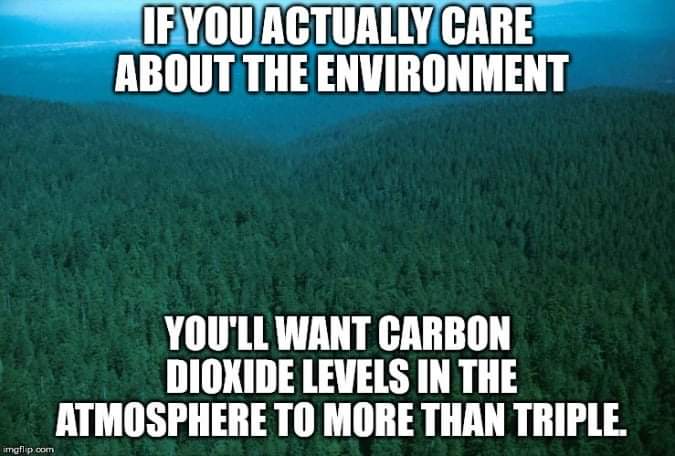 IF YOU ACTUALLY CARE
ABOUT THE ENVIRONMENT
YOU'LL WANT CARBON
DIOXIDE LEVELS IN THE
ATMOSPHERE TO MORE THAN TRIPLE.
imgflip.com